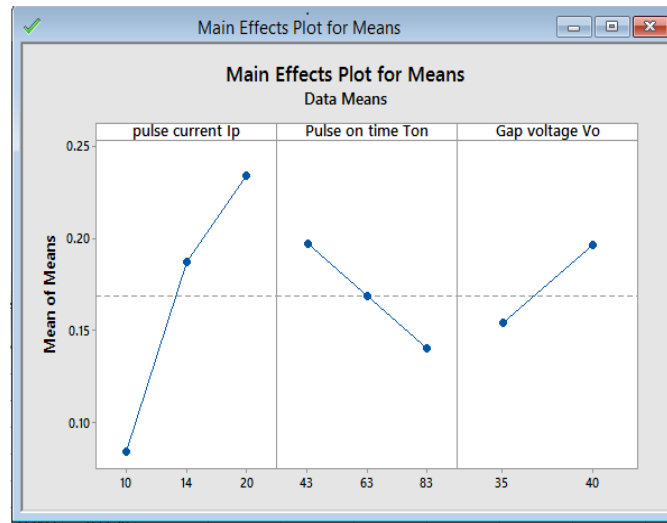 Main Effects Plot for Means
Main Effects Plot for Means
Data Means
pulse current Ip Pulse on time Ton Gap voltage Vo
Mean of Means
0.25
0.20
0.15
0.10
10 14 20 43 63 83 35 40